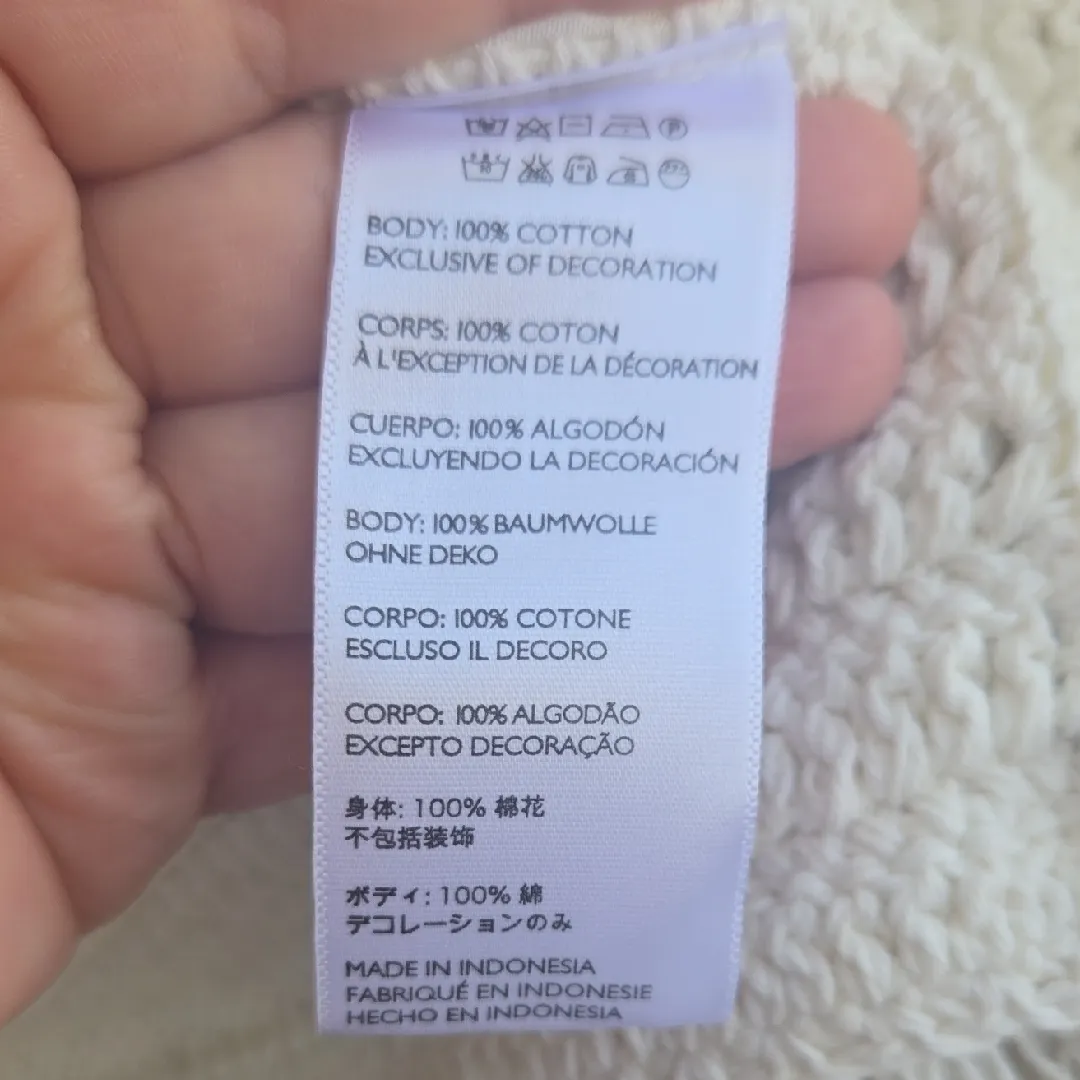 BODY: 100% COTTON
EXCLUSIVE OF DECORATION
CORPS: 100% COTON
À L'EXCEPTION DE LA DÉCORATION
CUERPO: 100% ALGODÓN
EXCLUYENDO LA DECORACIÓN
BODY: 100% BAUMWOLLE
OHNE DEKO
CORPO: 100% COTONE
ESCLUSO IL DECORO
CORPO: 100% ALGODÃO
EXCEPTO DECORAÇÃO
身体: 100% 棉花
不包括装饰
ボディ: 100% 綿
デコレーションのみ
MADE IN INDONESIA
FABRIQUÉ EN INDONESIE
HECHO EN INDONESIA